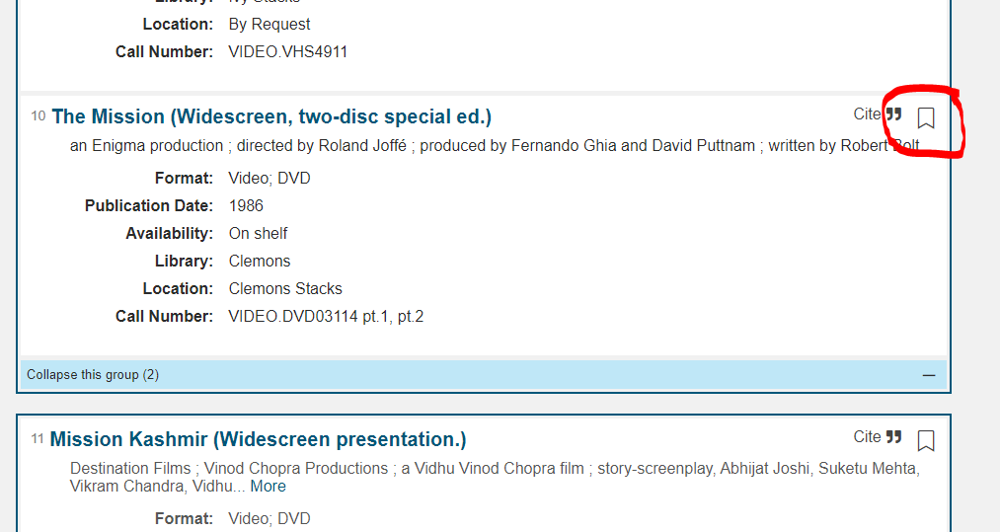 Library: Ivy Stacks
Location: By Request
Call Number: VIDEO.VHS4911
10 The Mission (Widescreen, two-disc special ed.) Cite
an Enigma production ; directed by Roland Joffé ; produced by Fernando Ghia and David Puttnam ; written by Robert Bolt
Format: Video; DVD
Publication Date: 1986
Availability: On shelf
Library: Clemons
Location: Clemons Stacks
Call Number: VIDEO.DVD03114 pt.1, pt.2
Collapse this group (2)
11 Mission Kashmir (Widescreen presentation.) Cite
Destination Films ; Vinod Chopra Productions ; a Vidhu Vinod Chopra film ; story-screenplay, Abhijat Joshi, Suketu Mehta,
Vikram Chandra, Vidhu... More
Format: Video; DVD